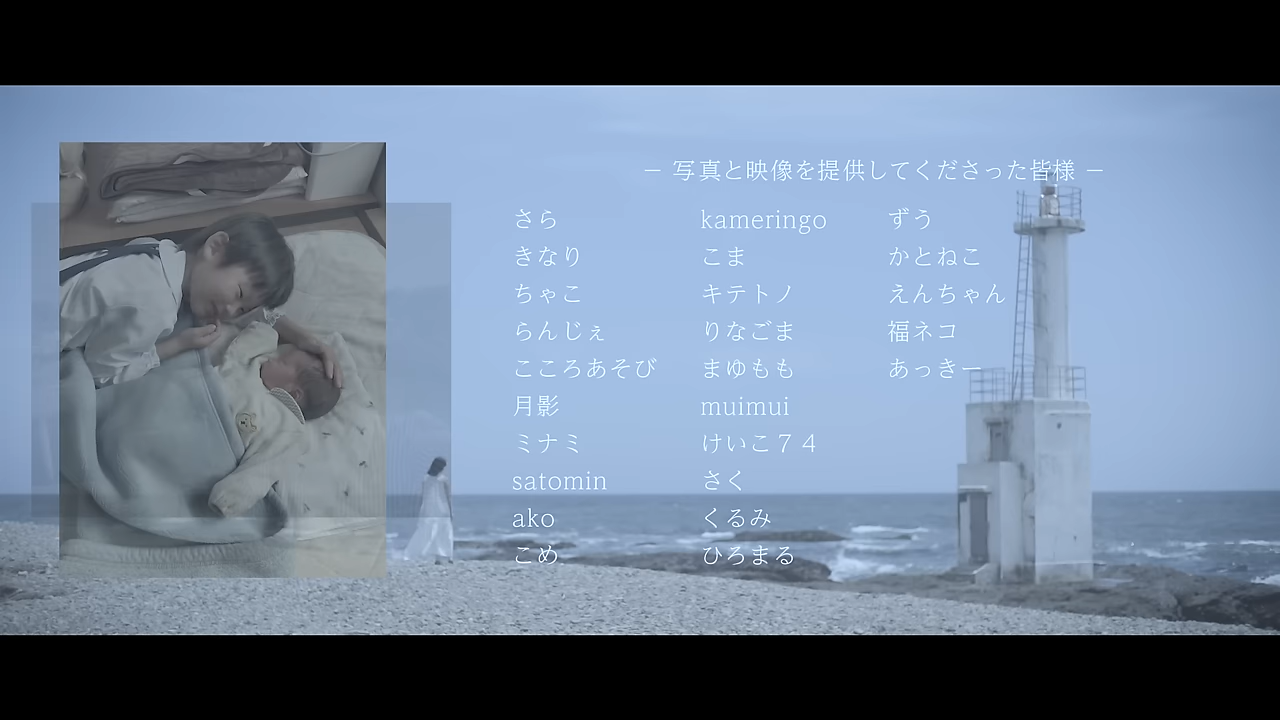 ― 写真と映像を提供してくださった皆様 ―
さら
きなり
ちゃこ
らんじぇ
こころあそび
月影
ミナミ
satomin
ako
こめ
kameringo
こま
キテトノ
りなごま
まゆもも
muimui
けいこ７４
さく
くるみ
ひろまる
ずう
かとねこ
えんちゃん
福ネコ
あっきー